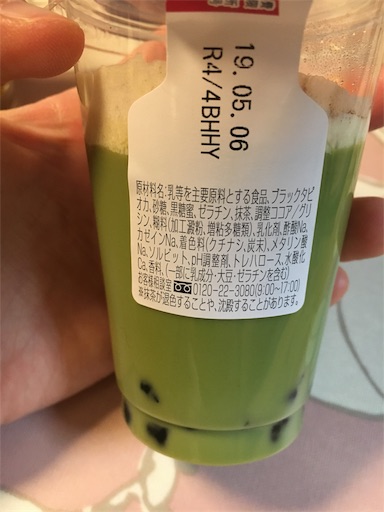 19.05.06
R4/4BHHY
原材料名:乳等を主要原料とする食品、ブラックタピ
オカ、砂糖、黒糖蜜、ゼラチン、抹茶、調整ココア/グリ
シン、糊料(加工澱粉、増粘多糖類)、乳化剤、酢酸Na、
カゼインNa、着色料(クチナシ、炭末)、メタリン酸
Na、ソルビット、pH調整剤、トレハロース、水酸化
Ca、香料、(一部に乳成分・大豆・ゼラチンを含む)
お客様相談室 0120-22-3080(9:00~17:00)
※抹茶が退色することや、沈殿することがあります。